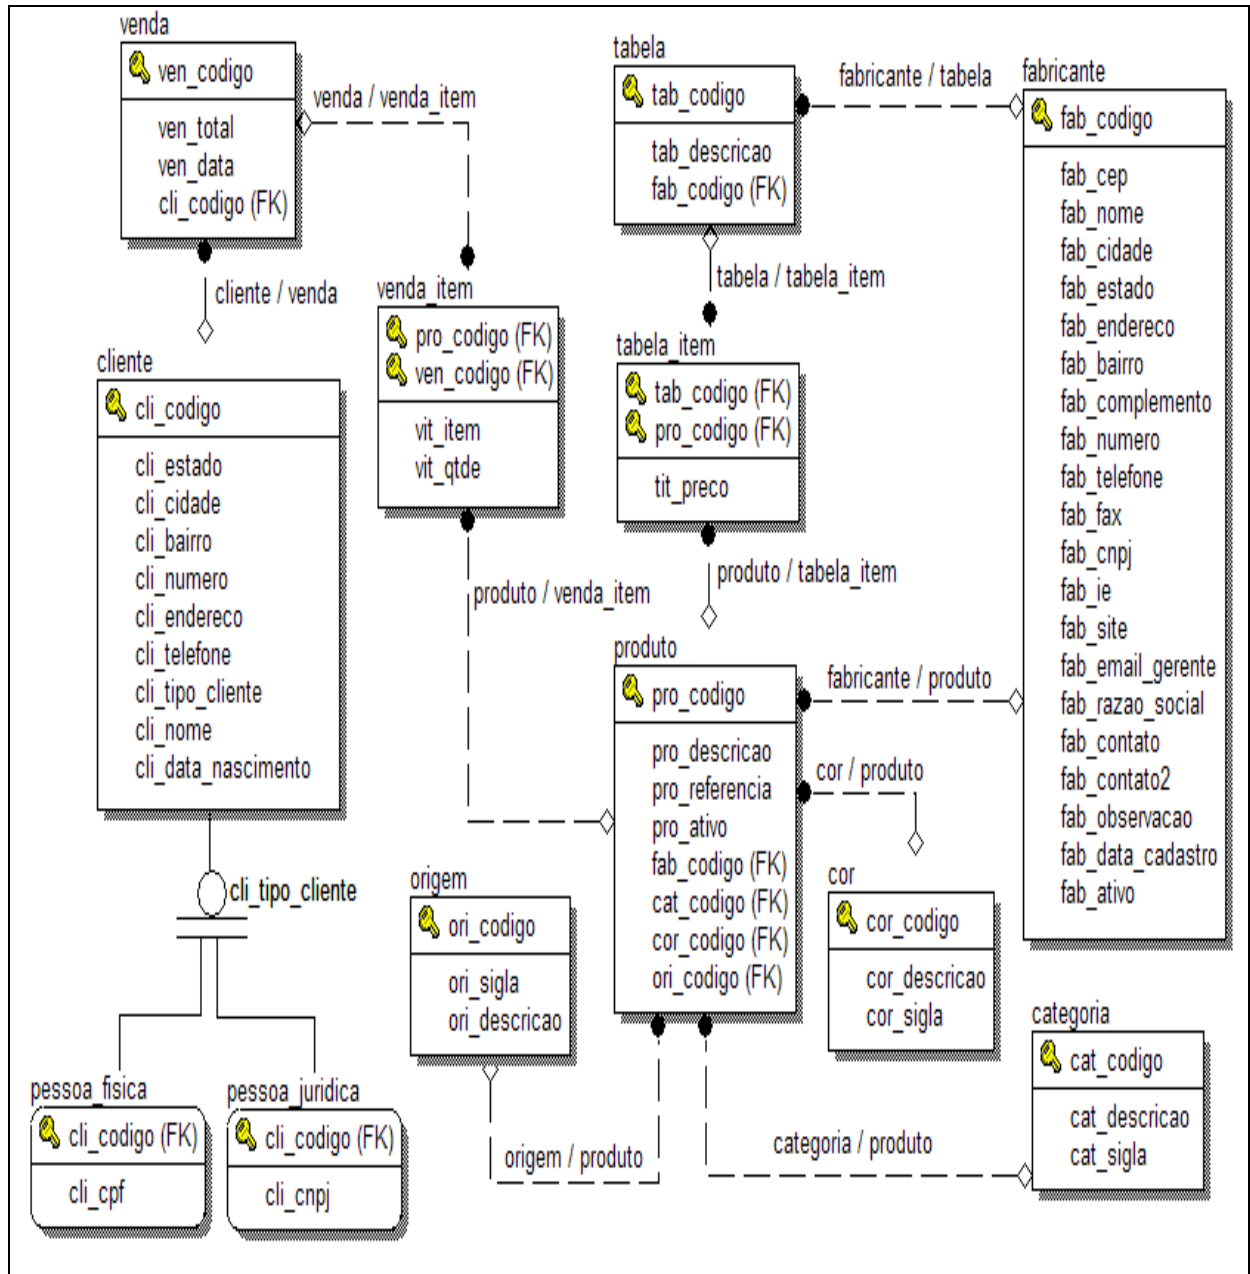 venda
ven_codigo
ven_total
ven_data
cli_codigo (FK)
venda / venda_item
tabela
tab_codigo
tab_descricao
fab_codigo (FK)
fabricante / tabela
fabricante
fab_codigo
fab_cep
fab_nome
fab_cidade
fab_estado
fab_endereco
fab_bairro
fab_complemento
fab_numero
fab_telefone
fab_fax
fab_cnpj
fab_ie
fab_site
fab_email_gerente
fab_razao_social
fab_contato
fab_contato2
fab_observacao
fab_data_cadastro
fab_ativo
cliente / venda
venda_item
pro_codigo (FK)
ven_codigo (FK)
vit_item
vit_qtde
tabela / tabela_item
tabela_item
tab_codigo (FK)
pro_codigo (FK)
tit_preco
cliente
cli_codigo
cli_estado
cli_cidade
cli_bairro
cli_numero
cli_endereco
cli_telefone
cli_tipo_cliente
cli_nome
cli_data_nascimento
produto / venda_item
produto / tabela_item
produto
pro_codigo
pro_descricao
pro_referencia
pro_ativo
fab_codigo (FK)
cat_codigo (FK)
cor_codigo (FK)
ori_codigo (FK)
fabricante / produto
cor / produto
cli_tipo_cliente
origem
ori_codigo
ori_sigla
ori_descricao
cor
cor_codigo
cor_descricao
cor_sigla
categoria
cat_codigo
cat_descricao
cat_sigla
pessoa_fisica
cli_codigo (FK)
cli_cpf
pessoa_juridica
cli_codigo (FK)
cli_cnpj
origem / produto
categoria / produto